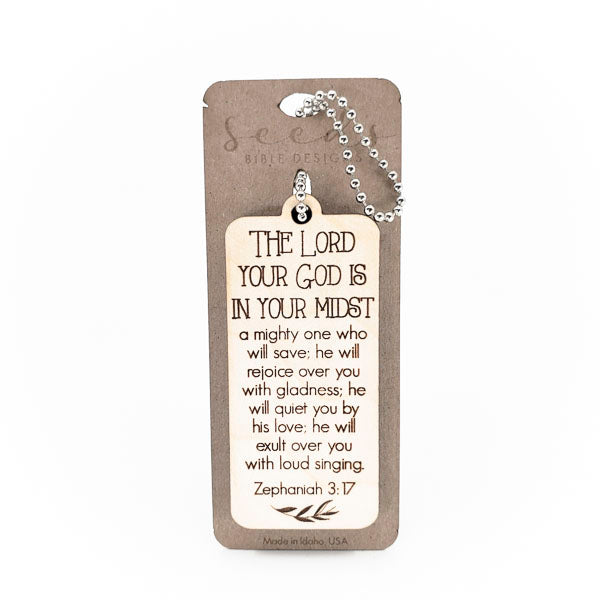 Seeds
BIBLE DESIGNS
THE LORD
YOUR GOD IS
IN YOUR MIDST
a mighty one who
will save; he will
rejoice over you
with gladness; he
will quiet you by
his love; he will
exult over you
with loud singing.
Zephaniah 3:17
Made in Idaho, USA